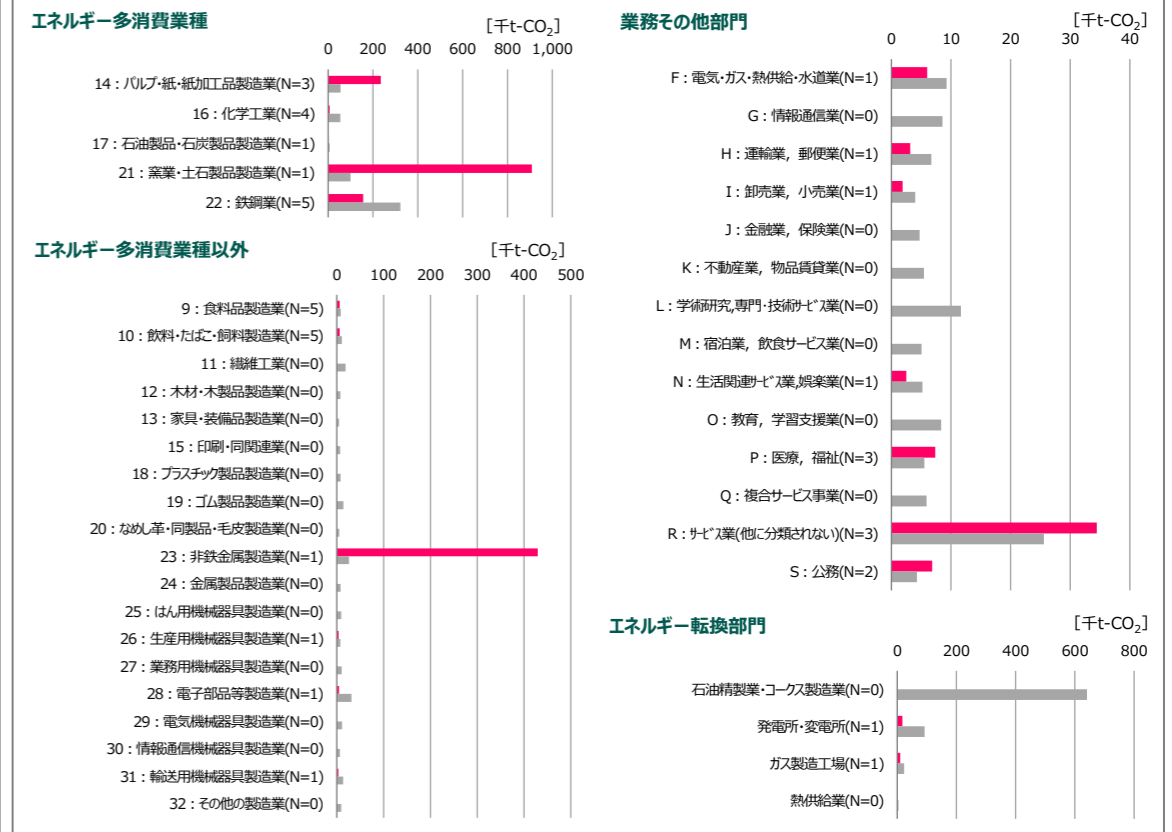 エネルギー多消費業種
[千t-CO₂]
0 200 400 600 800 1,000
14：パルプ・紙・紙加工品製造業(N=3)
16：化学工業(N=4)
17：石油製品・石炭製品製造業(N=1)
21：窯業・土石製品製造業(N=1)
22：鉄鋼業(N=5)
エネルギー多消費業種以外
[千t-CO₂]
0 100 200 300 400 500
9：食料品製造業(N=5)
10：飲料・たばこ・飼料製造業(N=5)
11：繊維工業(N=0)
12：木材・木製品製造業(N=0)
13：家具・装備品製造業(N=0)
15：印刷・同関連業(N=0)
18：プラスチック製品製造業(N=0)
19：ゴム製品製造業(N=0)
20：なめし革・同製品・毛皮製造業(N=0)
23：非鉄金属製造業(N=1)
24：金属製品製造業(N=0)
25：はん用機械器具製造業(N=0)
26：生産用機械器具製造業(N=1)
27：業務用機械器具製造業(N=0)
28：電子部品等製造業(N=1)
29：電気機械器具製造業(N=0)
30：情報通信機械器具製造業(N=0)
31：輸送用機械器具製造業(N=1)
32：その他の製造業(N=0)
業務その他部門
[千t-CO₂]
0 10 20 30 40
F：電気・ガス・熱供給・水道業(N=1)
G：情報通信業(N=0)
H：運輸業，郵便業(N=1)
I：卸売業，小売業(N=1)
J：金融業，保険業(N=0)
K：不動産業，物品賃貸業(N=0)
L：学術研究,専門・技術ｻｰﾋﾞｽ業(N=0)
M：宿泊業，飲食サービス業(N=0)
N：生活関連ｻｰﾋﾞｽ業,娯楽業(N=1)
O：教育，学習支援業(N=0)
P：医療，福祉(N=3)
Q：複合サービス事業(N=0)
R：ｻｰﾋﾞｽ業(他に分類されない)(N=3)
S：公務(N=2)
エネルギー転換部門
[千t-CO₂]
0 200 400 600 800
石油精製業・コークス製造業(N=0)
発電所・変電所(N=1)
ガス製造工場(N=1)
熱供給業(N=0)